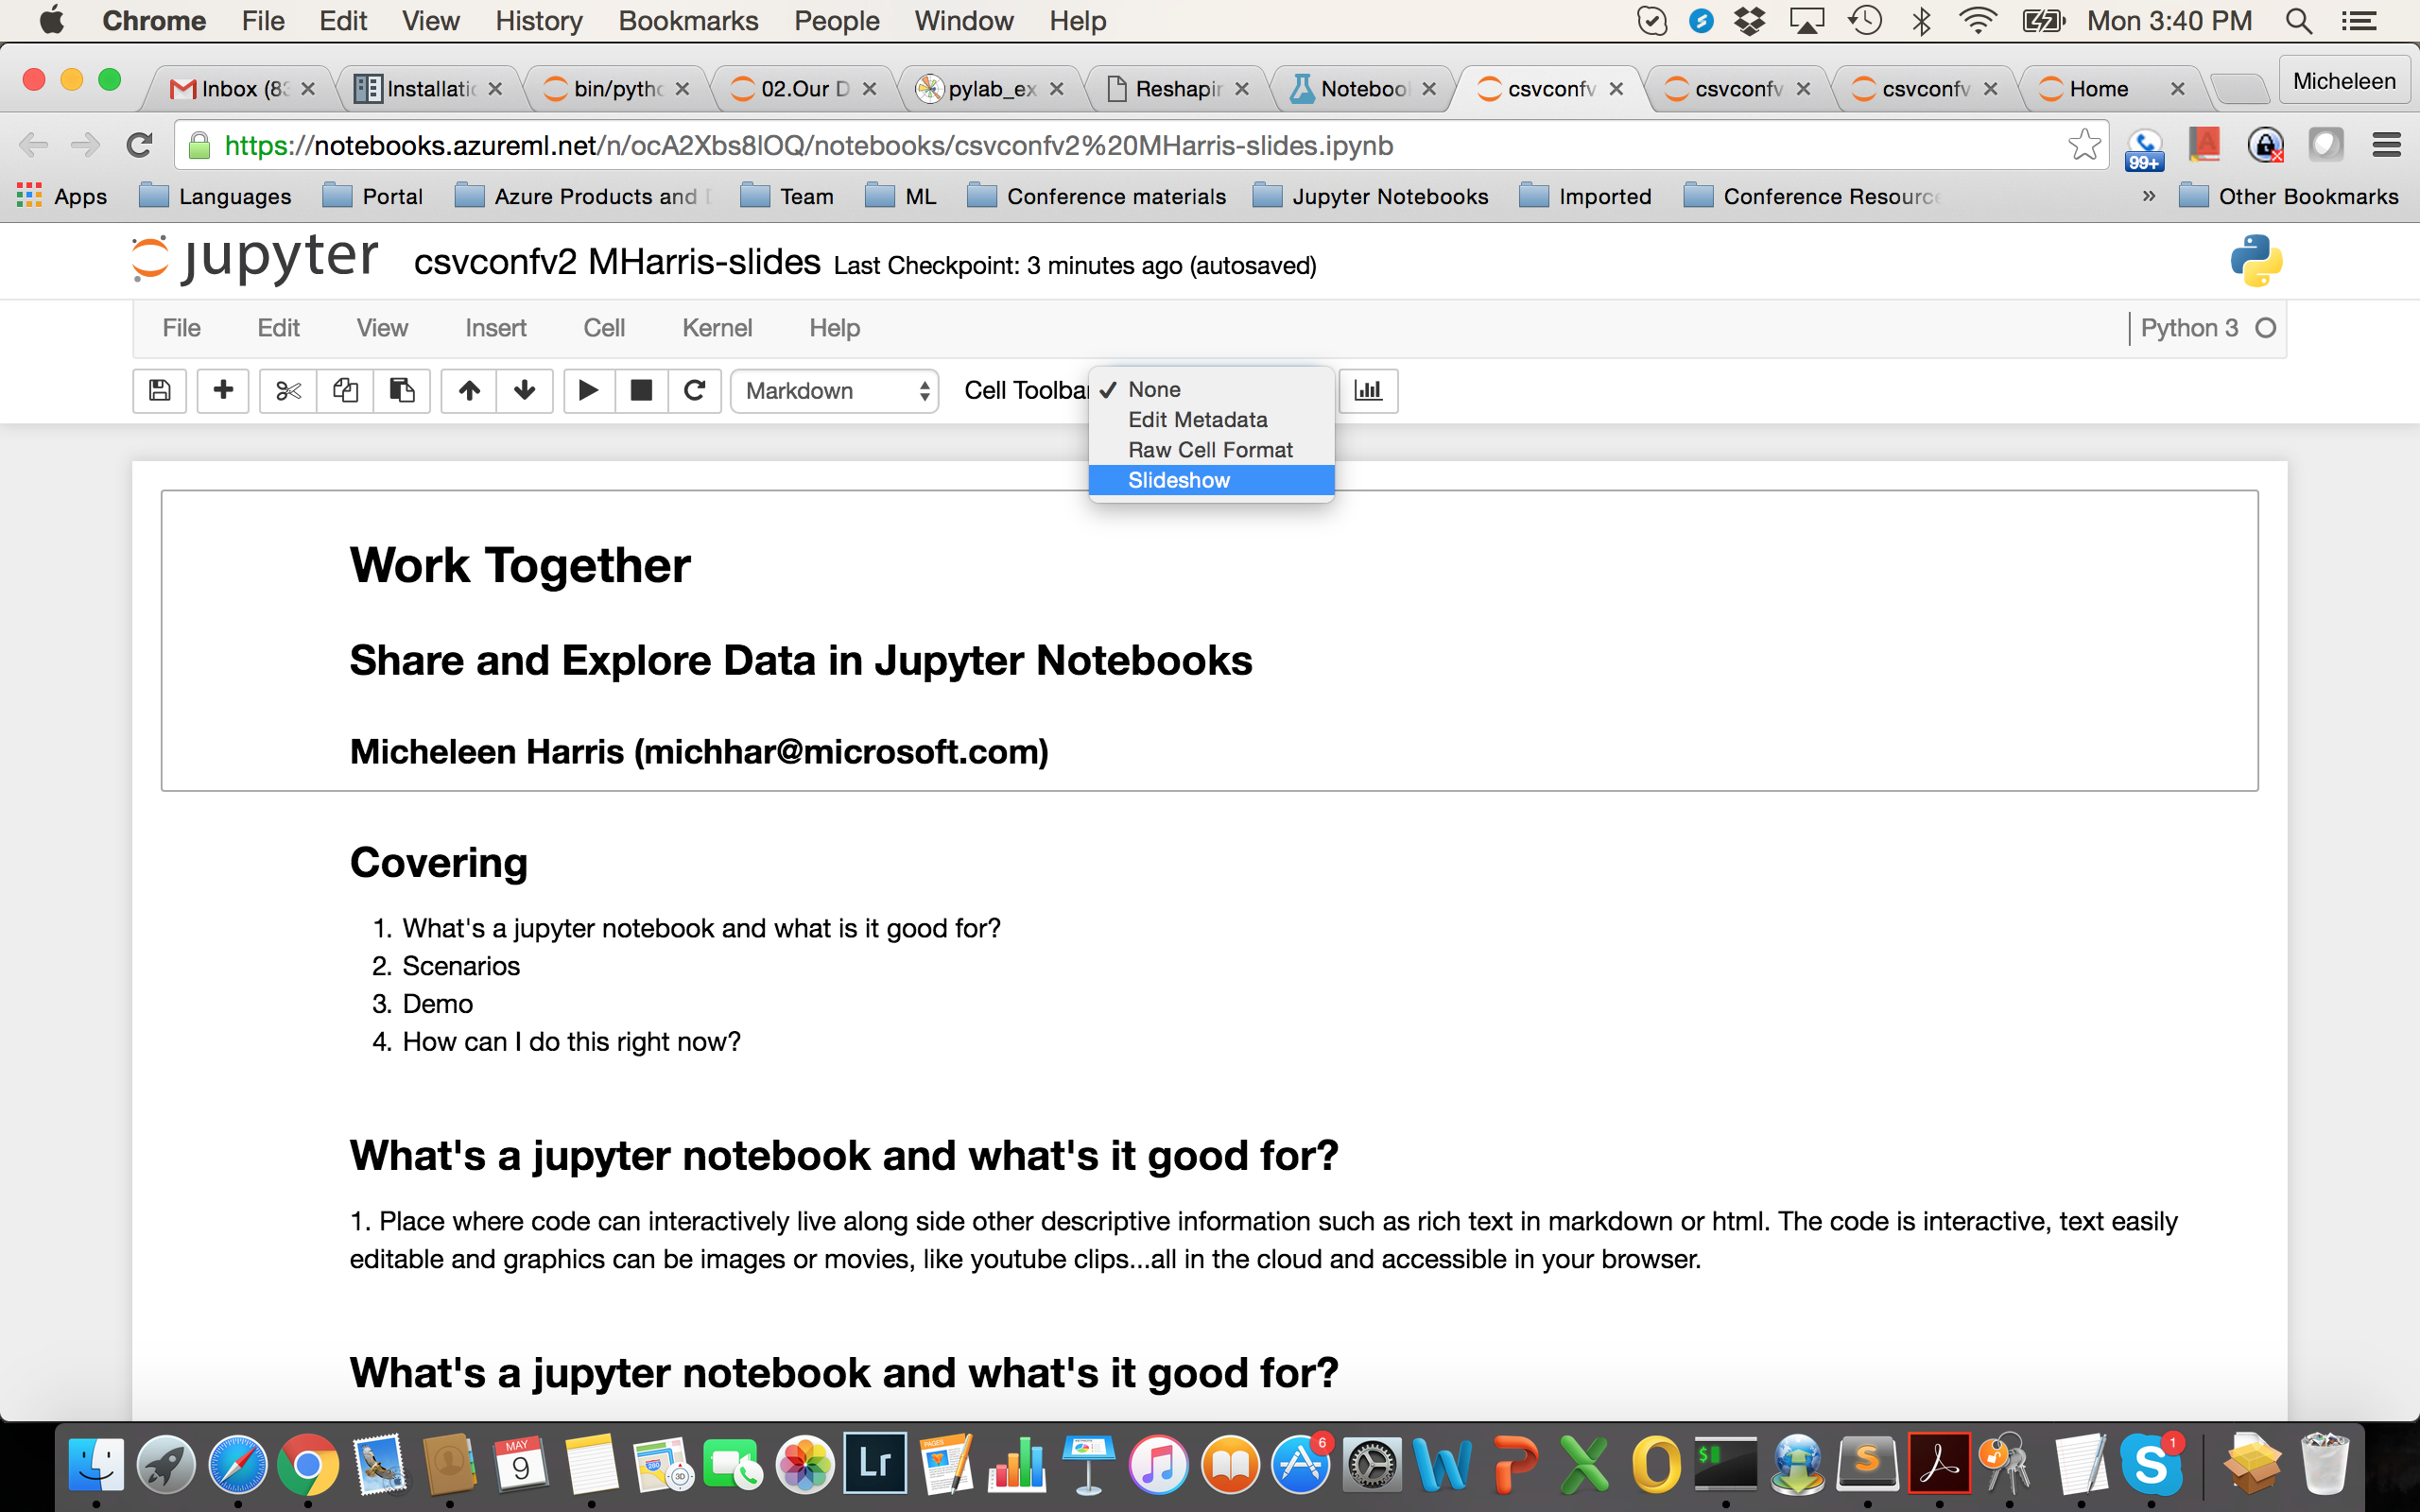 Chrome File Edit View History Bookmarks People Window Help Mon 3:40 PM
Inbox (83 Installatic bin/pytho 02.Our D pylab_ex Reshapin Notebool csvconfv csvconfv csvconfv Home Micheleen
https://notebooks.azureml.net/n/ocA2Xbs8lOQ/notebooks/csvconfv2%20MHarris-slides.ipynb 99+
Apps Languages Portal Azure Products and Team ML Conference materials Jupyter Notebooks Imported Conference Resource » Other Bookmarks
jupyter csvconfv2 MHarris-slides Last Checkpoint: 3 minutes ago (autosaved)
File Edit View Insert Cell Kernel Help Python 3
Markdown Cell Toolbar None
Edit Metadata
Raw Cell Format
Slideshow
Work Together
Share and Explore Data in Jupyter Notebooks
Micheleen Harris (michhar@microsoft.com)
Covering
1. What's a jupyter notebook and what is it good for?
2. Scenarios
3. Demo
4. How can I do this right now?
What's a jupyter notebook and what's it good for?
1. Place where code can interactively live along side other descriptive information such as rich text in markdown or html. The code is interactive, text easily
editable and graphics can be images or movies, like youtube clips...all in the cloud and accessible in your browser.
What's a jupyter notebook and what's it good for?
MAY 9 3D Lr PAGES 6 W P X O $ S S 1